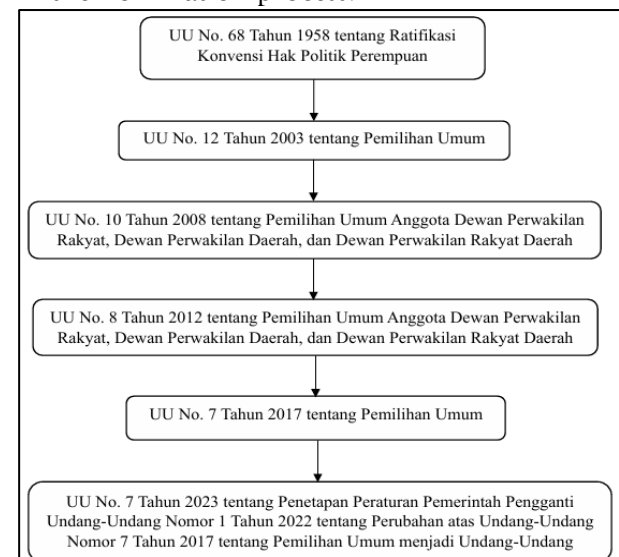 UU No. 68 Tahun 1958 tentang Ratifikasi
Konvensi Hak Politik Perempuan
UU No. 12 Tahun 2003 tentang Pemilihan Umum
UU No. 10 Tahun 2008 tentang Pemilihan Umum Anggota Dewan Perwakilan
Rakyat, Dewan Perwakilan Daerah, dan Dewan Perwakilan Rakyat Daerah
UU No. 8 Tahun 2012 tentang Pemilihan Umum Anggota Dewan Perwakilan
Rakyat, Dewan Perwakilan Daerah, dan Dewan Perwakilan Rakyat Daerah
UU No. 7 Tahun 2017 tentang Pemilihan Umum
UU No. 7 Tahun 2023 tentang Penetapan Peraturan Pemerintah Pengganti
Undang-Undang Nomor 1 Tahun 2022 tentang Perubahan atas Undang-Undang
Nomor 7 Tahun 2017 tentang Pemilihan Umum menjadi Undang-Undang